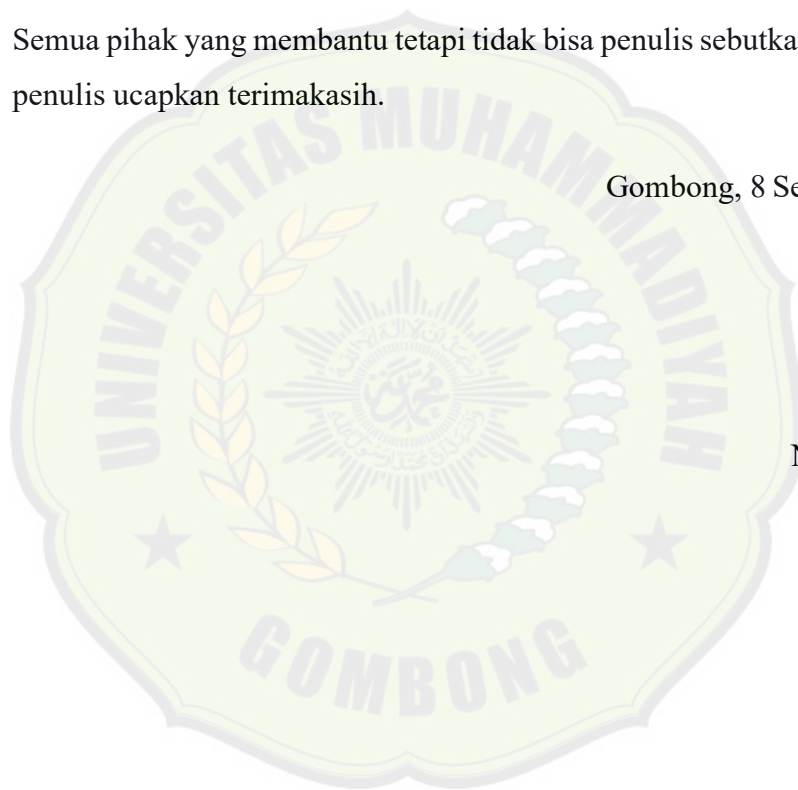 Semua pihak yang membantu tetapi tidak bisa penulis sebutka
penulis ucapkan terimakasih.
Gombong, 8 Se
UNIVERSITAS MUHAMMADIYAH
GOMBONG